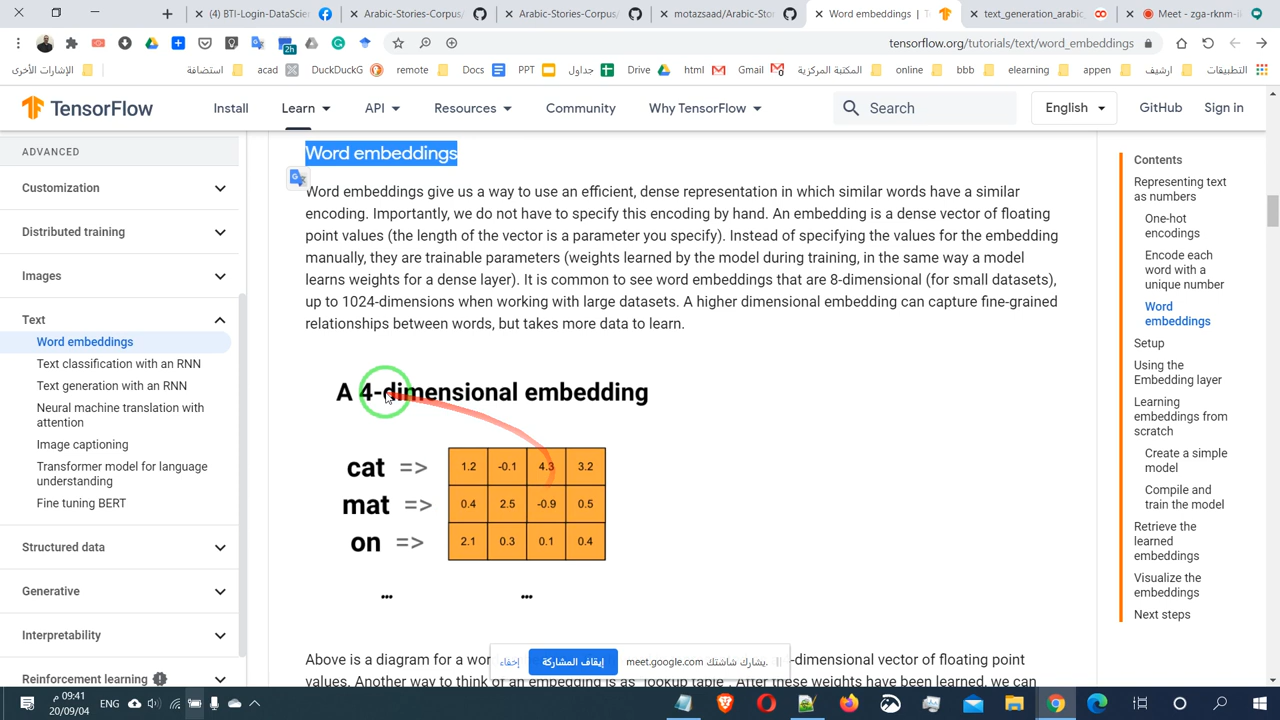 (4) BTI-Login-DataScie
Arabic-Stories-Corpus/
Arabic-Stories-Corpus/
motazsaad/Arabic-Stor
Word embeddings | T
text_generation_arabic_
Meet - zga-rknm-i
tensorflow.org/tutorials/text/word_embeddings
2h
الإشارات الأخرى
استضافة
acad
DuckDuckG
remote
Docs
PPT
جداول
Drive
html
Gmail
المكتبة المركزية
online
bbb
elearning
appen
ارشيف
التطبيقات
TensorFlow
Install
Learn
API
Resources
Community
Why TensorFlow
Search
English
GitHub
Sign in
ADVANCED
Customization
Distributed training
Images
Text
Word embeddings
Text classification with an RNN
Text generation with an RNN
Neural machine translation with
attention
Image captioning
Transformer model for language
understanding
Fine tuning BERT
Structured data
Generative
Interpretability
Reinforcement learning
Word embeddings
Word embeddings give us a way to use an efficient, dense representation in which similar words have a similar
encoding. Importantly, we do not have to specify this encoding by hand. An embedding is a dense vector of floating
point values (the length of the vector is a parameter you specify). Instead of specifying the values for the embedding
manually, they are trainable parameters (weights learned by the model during training, in the same way a model
learns weights for a dense layer). It is common to see word embeddings that are 8-dimensional (for small datasets),
up to 1024-dimensions when working with large datasets. A higher dimensional embedding can capture fine-grained
relationships between words, but takes more data to learn.
A 4-dimensional embedding
cat => 1.2 -0.1 4.3 3.2
mat => 0.4 2.5 -0.9 0.5
on => 2.1 0.3 0.1 0.4
... ...
Above is a diagram for a wor
-dimensional vector of floating point
values. Another way to think of an embedding is as "lookup table". After these weights have been learned, we can
Contents
Representing text
as numbers
One-hot
encodings
Encode each
word with a
unique number
Word
embeddings
Setup
Using the
Embedding layer
Learning
embeddings from
scratch
Create a simple
model
Compile and
train the model
Retrieve the
learned
embeddings
Visualize the
embeddings
Next steps
meet.google.com يشارك شاشتك.
إيقاف المشاركة
إخفاء
09:41 م
20/09/04
ENG